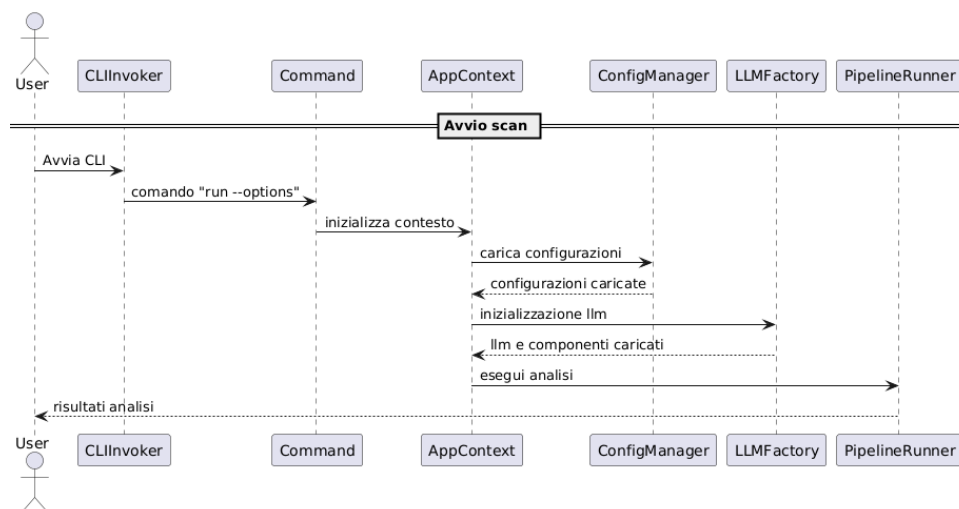 User
CLIInvoker
Command
AppContext
ConfigManager
LLMFactory
PipelineRunner
Avvio scan
Avvia CLI
comando "run --options"
inizializza contesto
carica configurazioni
configurazioni caricate
inizializzazione llm
llm e componenti caricati
esegui analisi
risultati analisi
User
CLIInvoker
Command
AppContext
ConfigManager
LLMFactory
PipelineRunner